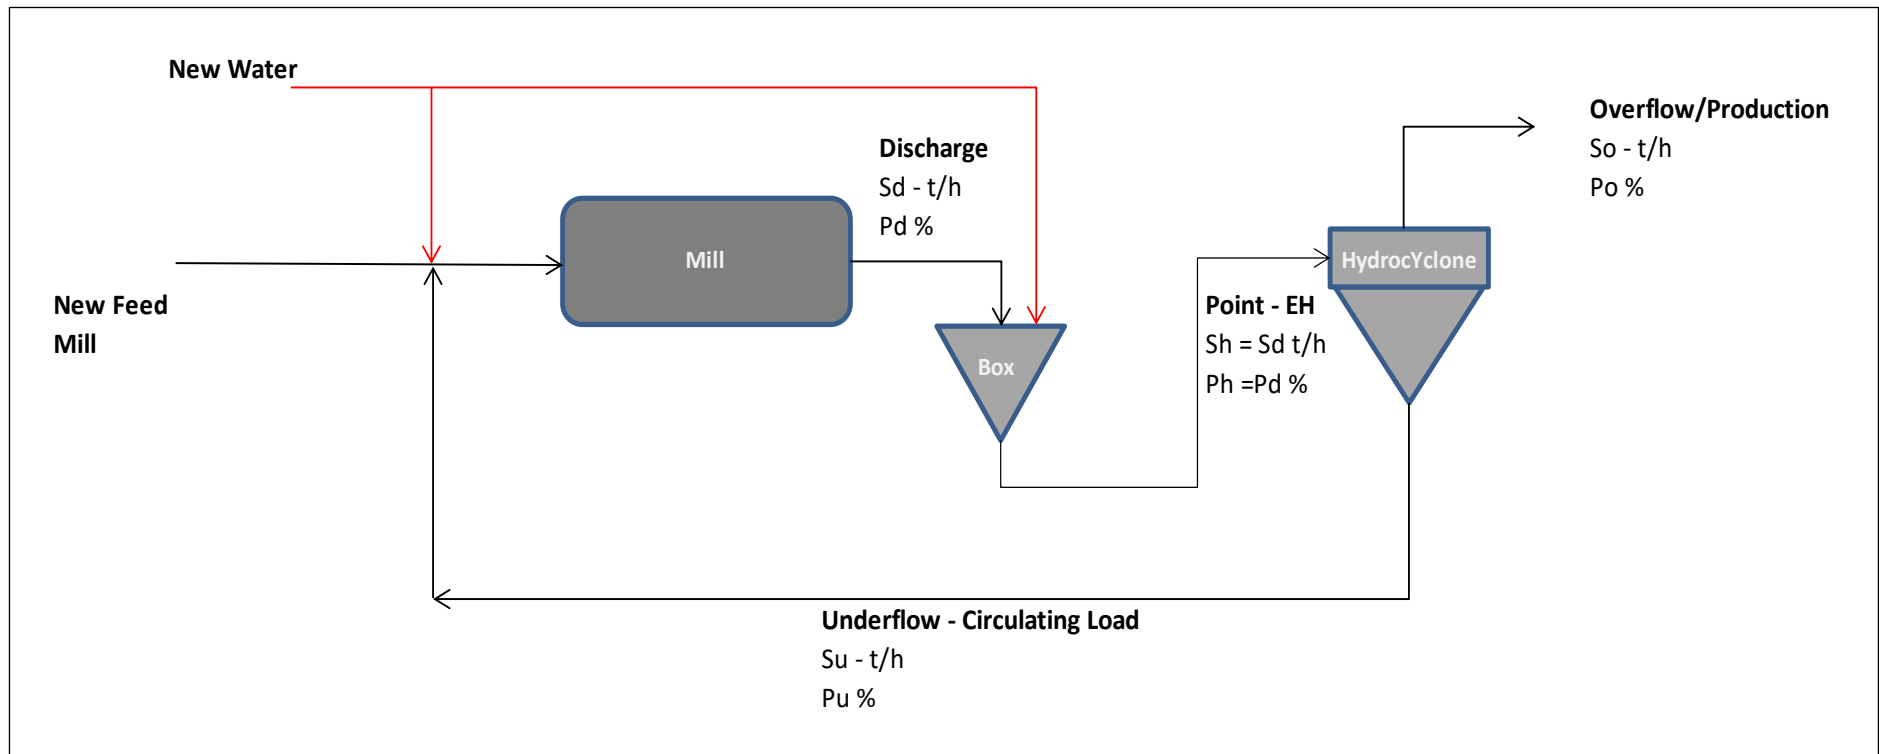 New Water
Overflow/Production
So - t/h
Po %
Discharge
Sd - t/h
Pd %
Mill
HydrocYclone
New Feed
Mill
Point - EH
Sh = Sd t/h
Ph =Pd %
Box
Underflow - Circulating Load
Su - t/h
Pu %